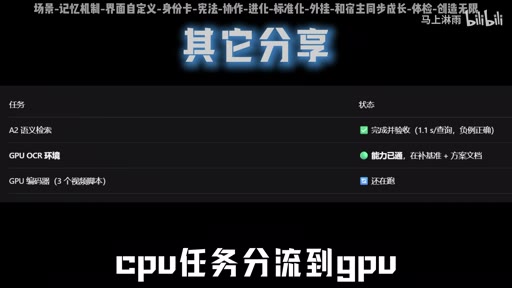 场景-记忆机制-界面自定义-身份卡-宪法-协作-进化-标准化-外挂-和宿主同步成长-体检-创造无限
马上淋雨 bilibili
其它分享
任务 状态
A2 语义检索 ✅ 完成并验收（1.1 s/查询，负例正确）
GPU OCR 环境 能力已通，在补基准 + 方案文档
GPU 编码器（3 个视频脚本） 还在跑
cpu任务分流到gpu